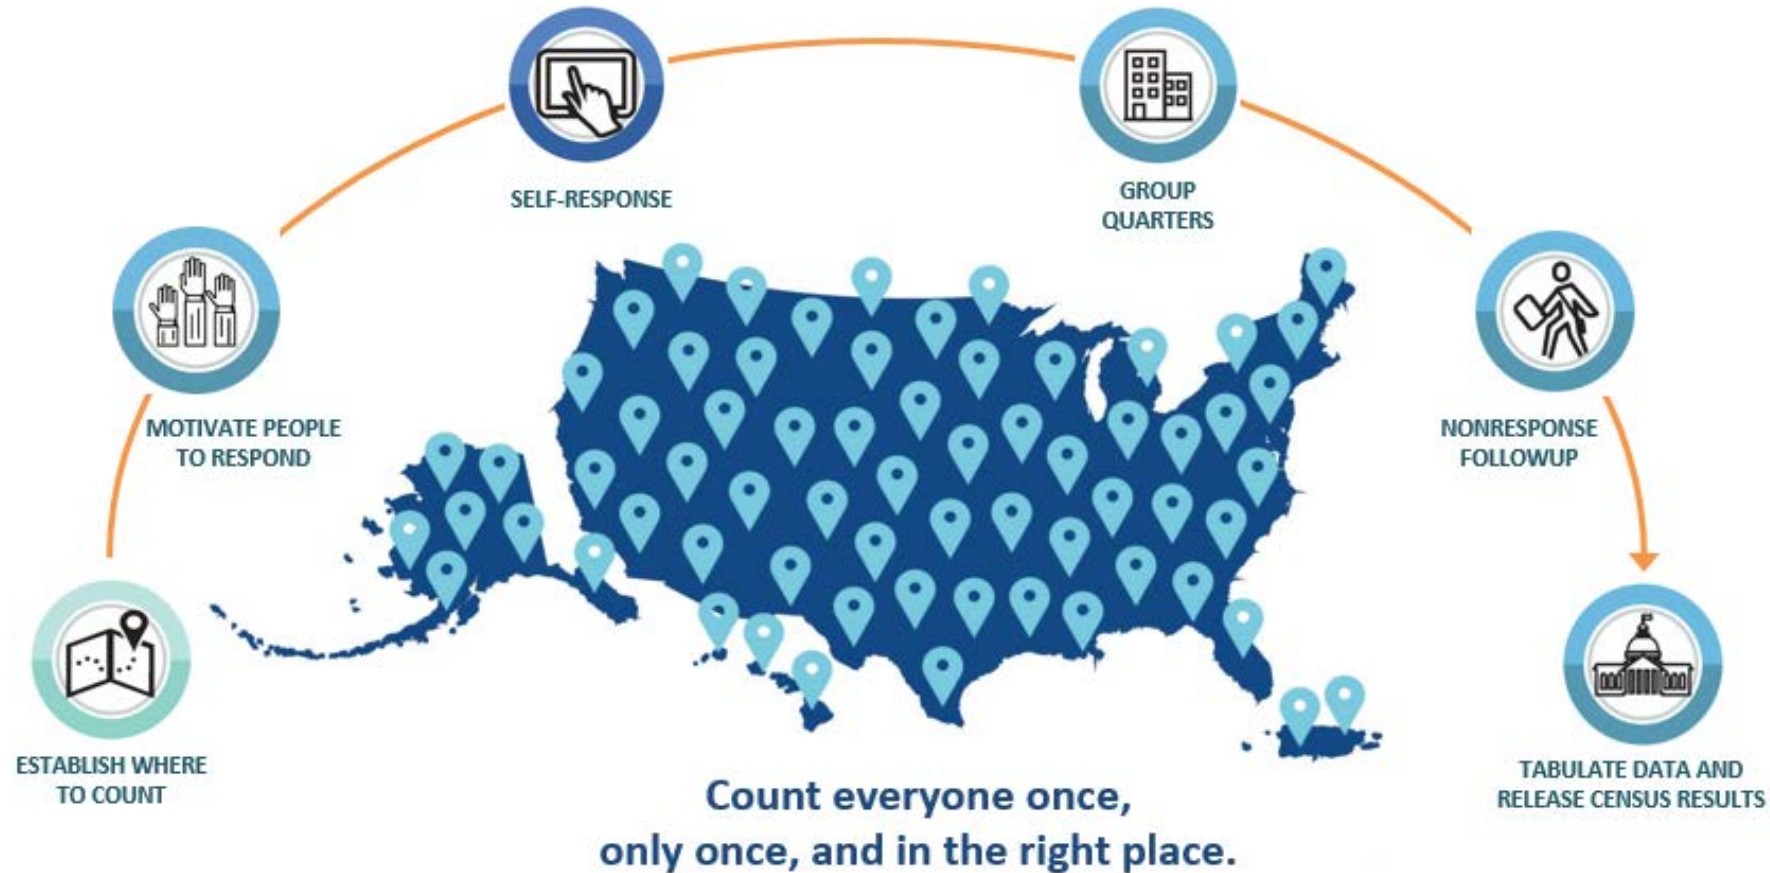 ESTABLISH WHERE
TO COUNT
MOTIVATE PEOPLE
TO RESPOND
SELF-RESPONSE
GROUP
QUARTERS
NONRESPONSE
FOLLOWUP
TABULATE DATA AND
RELEASE CENSUS RESULTS
Count everyone once,
only once, and in the right place.